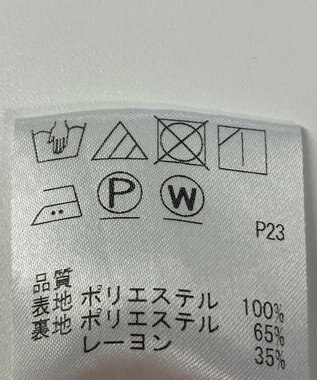 P W
P23
品質
表地 ポリエステル 100%
裏地 ポリエステル 65%
レーヨン 35%